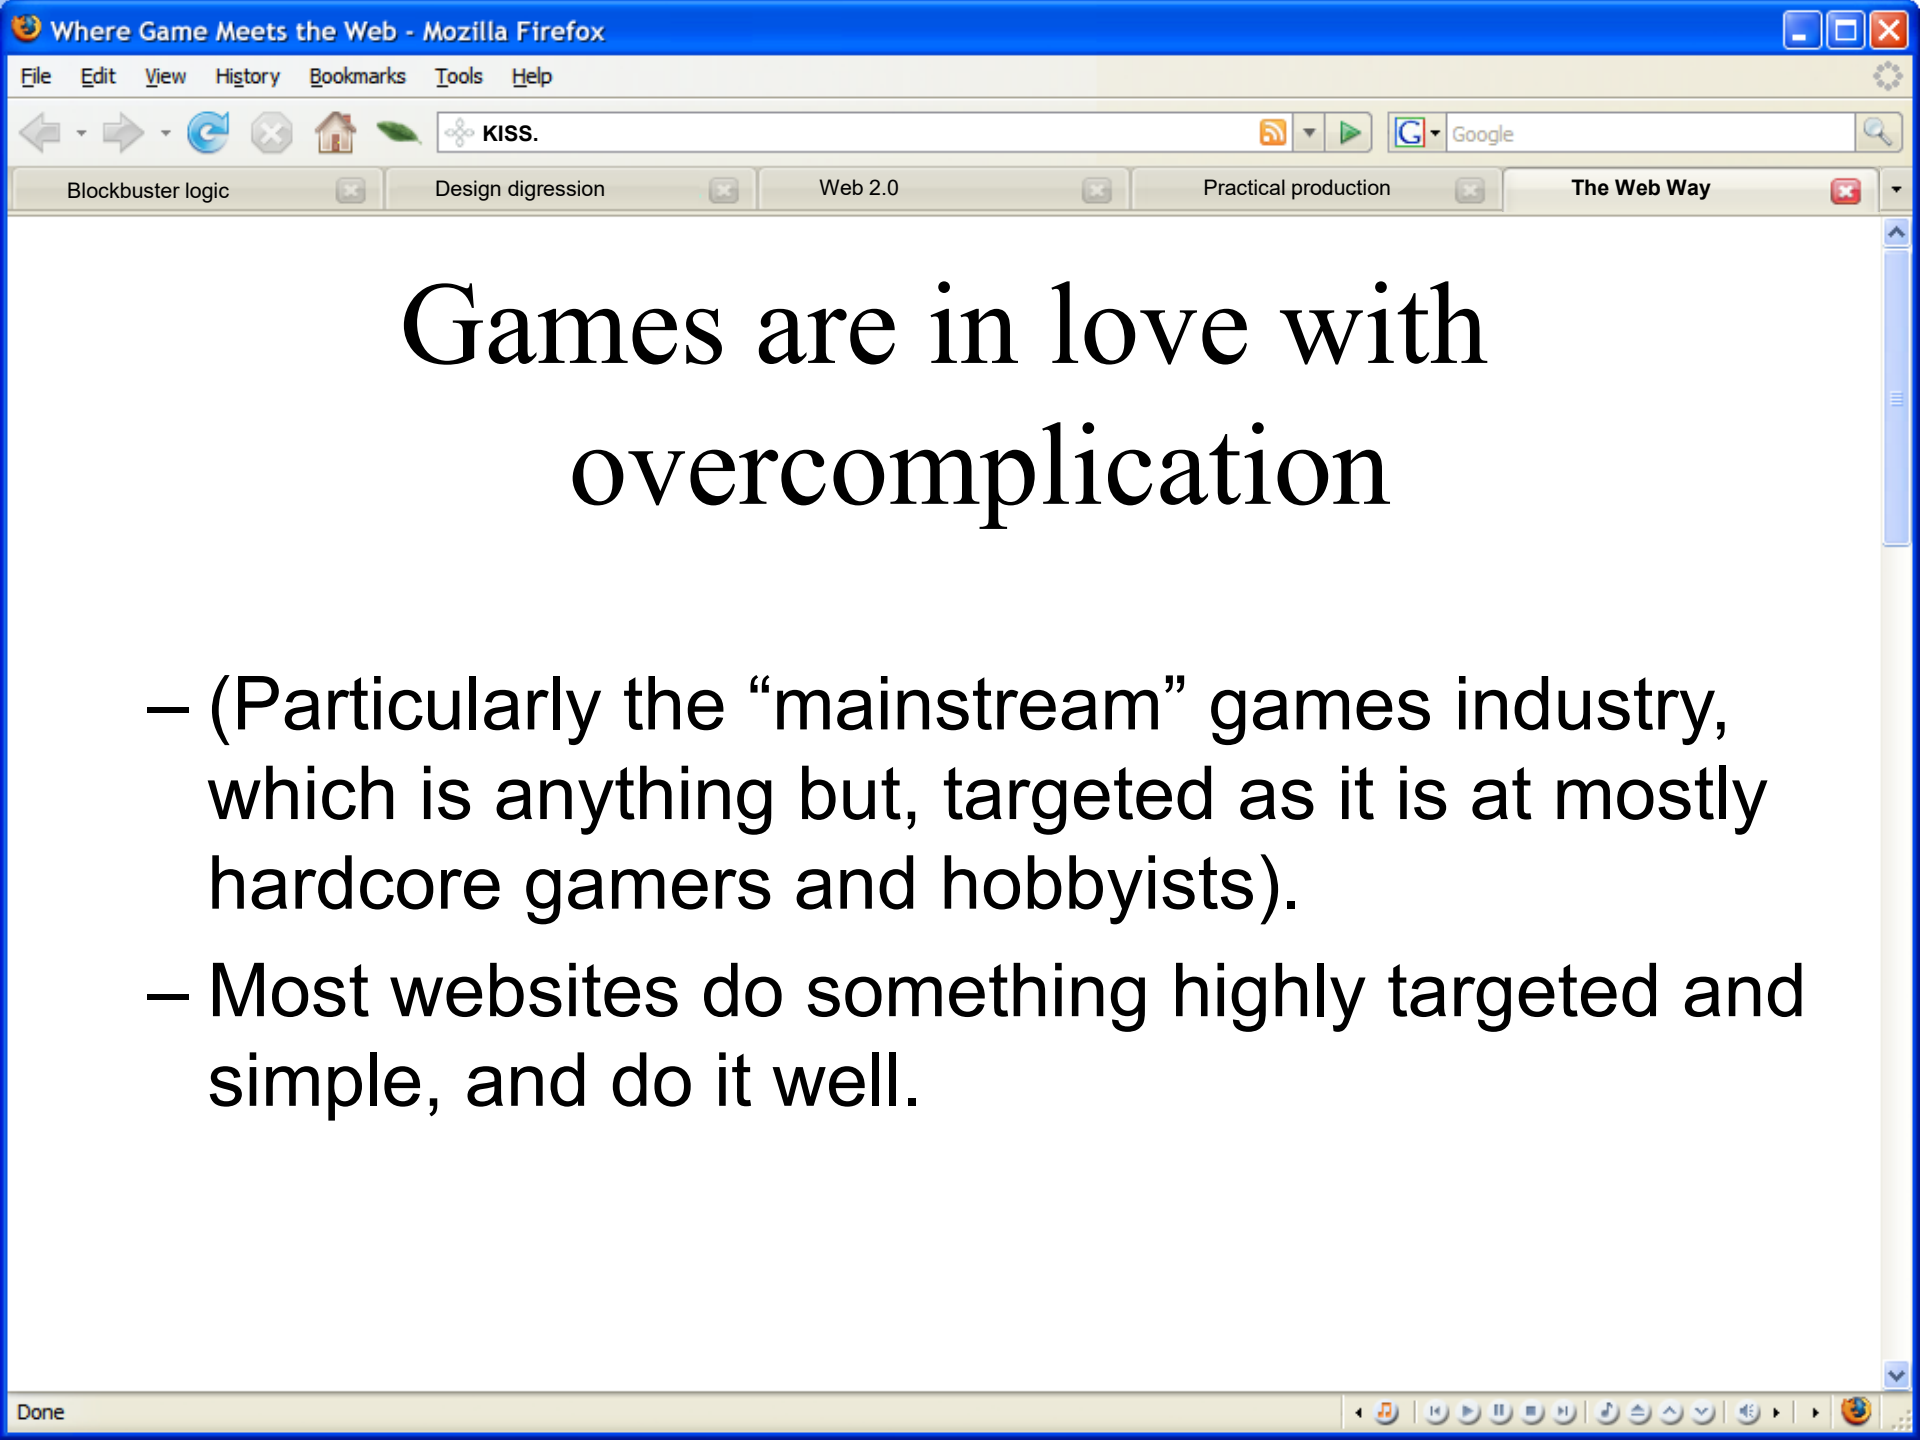 Where Game Meets the Web - Mozilla Firefox
File Edit View History Bookmarks Tools Help
KISS.
G
Google
Blockbuster logic
Design digression
Web 2.0
Practical production
The Web Way
Games are in love with
overcomplication
– (Particularly the “mainstream” games industry,
which is anything but, targeted as it is at mostly
hardcore gamers and hobbyists).
– Most websites do something highly targeted and
simple, and do it well.
Done